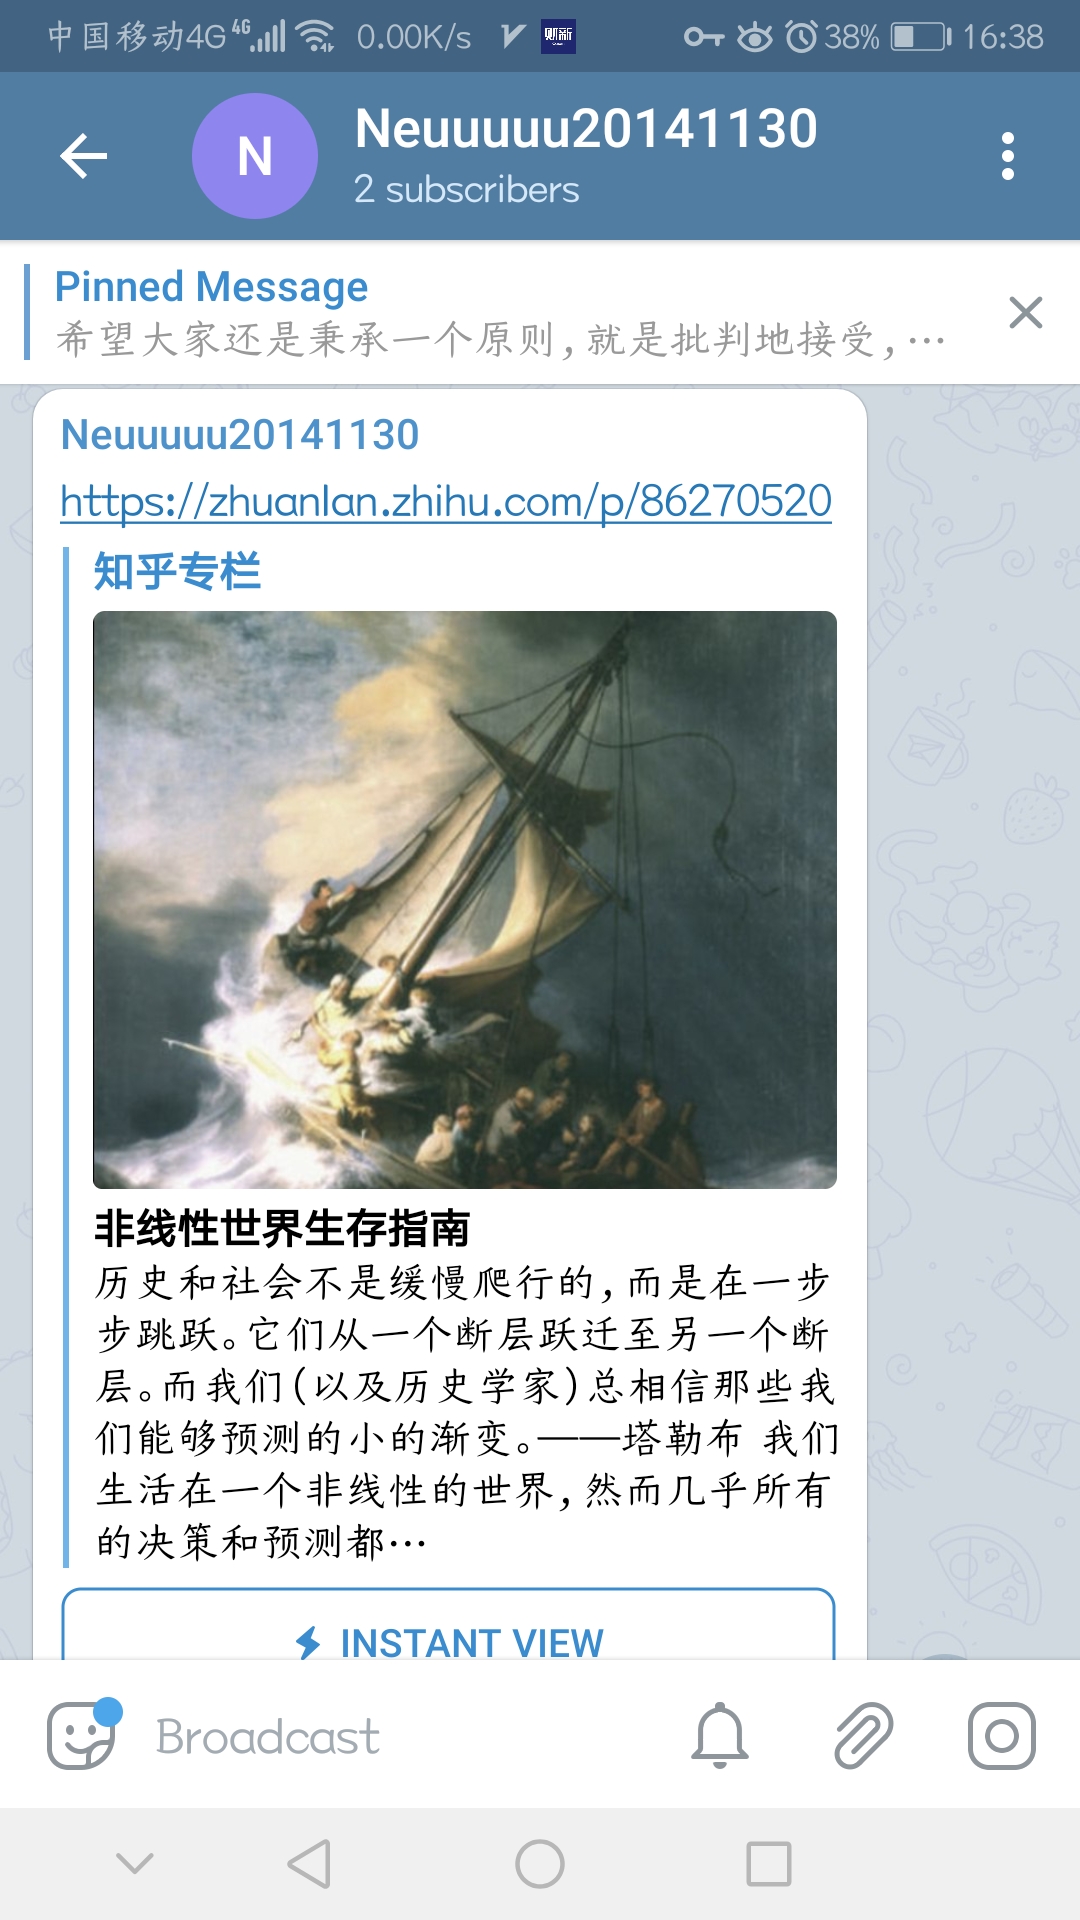 中国移动4G 4G 0.00K/s 财新 38% 16:38
N
Neuuuuu20141130
2 subscribers
Pinned Message
希望大家还是秉承一个原则,就是批判地接受,…
Neuuuuu20141130
https://zhuanlan.zhihu.com/p/86270520
知乎专栏
非线性世界生存指南
历史和社会不是缓慢爬行的,而是在一步
步跳跃。它们从一个断层跃迁至另一个断
层。而我们(以及历史学家)总相信那些我
们能够预测的小的渐变。——塔勒布 我们
生活在一个非线性的世界,然而几乎所有
的决策和预测都…
INSTANT VIEW
Broadcast